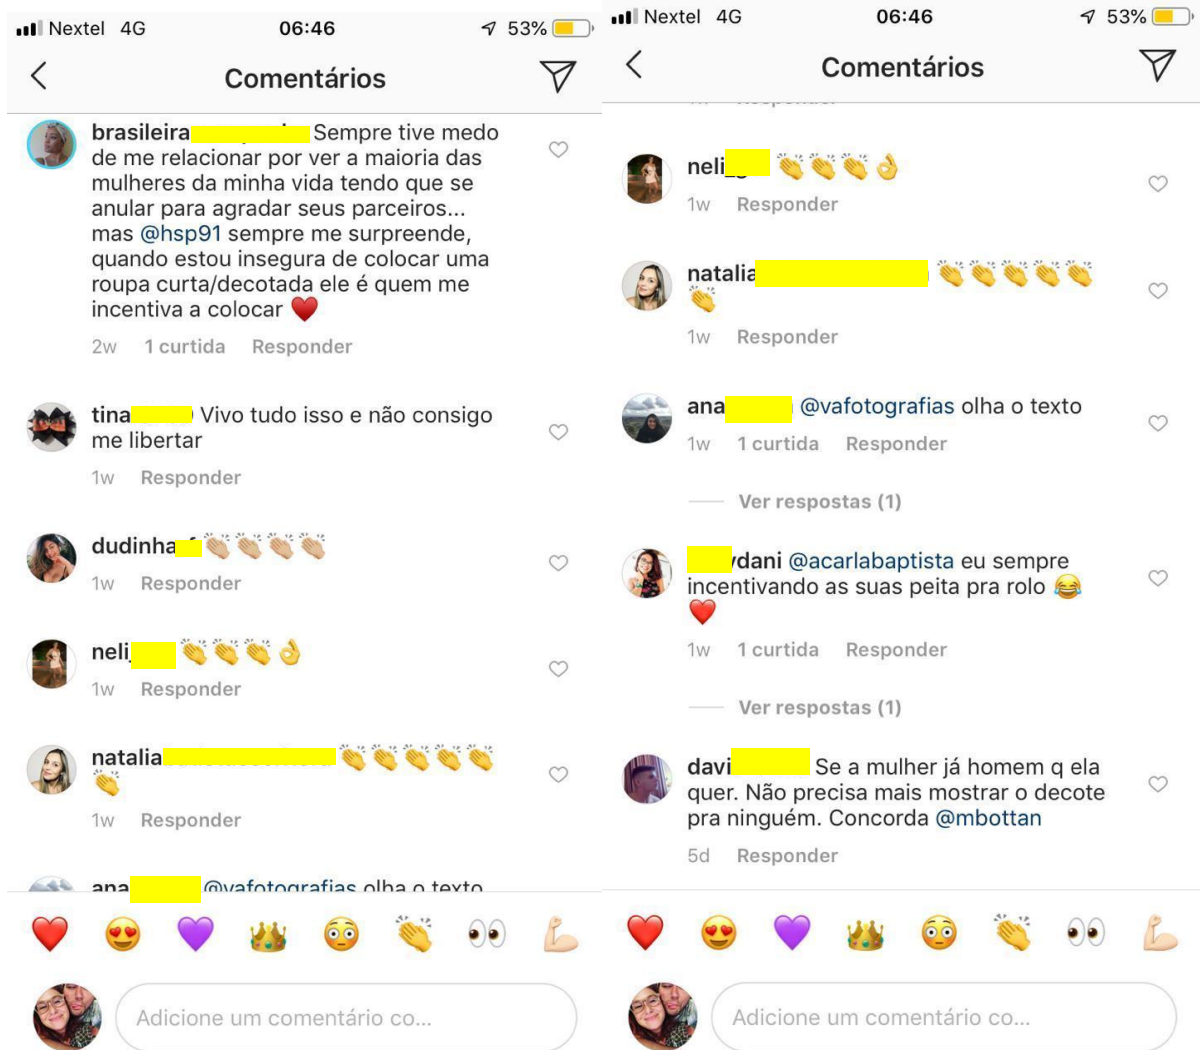 Nextel 4G 06:46 53%
Comentários
brasileira Sempre tive medo
de me relacionar por ver a maioria das
mulheres da minha vida tendo que se
anular para agradar seus parceiros...
mas @hsp91 sempre me surpreende,
quando estou insegura de colocar uma
roupa curta/decotada ele é quem me
incentiva a colocar ❤️
2w 1 curtida Responder
tina Vivo tudo isso e não consigo
me libertar
1w Responder
dudinha 👏🏼👏🏼👏🏼👏🏼
1w Responder
neli 👏👏👏👌
1w Responder
natalia 👏👏👏👏👏
👏
1w Responder
ana @vafotografias olha o texto
❤️ 😍 💜 👑 😳 👏 👀 💪🏻
Adicione um comentário co...
Nextel 4G 06:46 53%
Comentários
neli 👏👏👏👌
1w Responder
natalia 👏👏👏👏👏
👏
1w Responder
ana @vafotografias olha o texto
1w 1 curtida Responder
Ver respostas (1)
ydani @acarlabaptista eu sempre
incentivando as suas peita pra rolo 😂
❤️
1w 1 curtida Responder
Ver respostas (1)
davi Se a mulher já homem q ela
quer. Não precisa mais mostrar o decote
pra ninguém. Concorda @mbottan
5d Responder
❤️ 😍 💜 👑 😳 👏 👀 💪🏻
Adicione um comentário co...